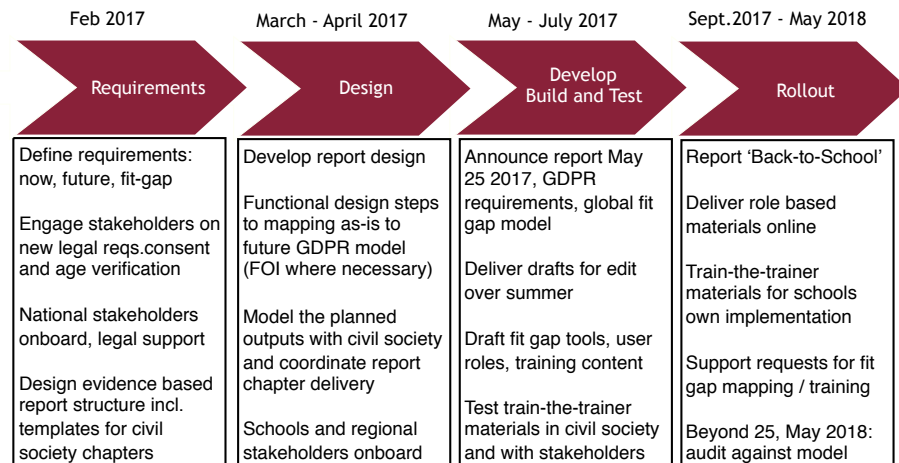 Feb 2017
March - April 2017
May - July 2017
Sept.2017 - May 2018
Requirements
Design
Develop
Build and Test
Rollout
Define requirements:
now, future, fit-gap
Engage stakeholders on
new legal reqs.consent
and age verification
National stakeholders
onboard, legal support
Design evidence based
report structure incl.
templates for civil
society chapters
Develop report design
Functional design steps
to mapping as-is to
future GDPR model
(FOI where necessary)
Model the planned
outputs with civil society
and coordinate report
chapter delivery
Schools and regional
stakeholders onboard
Announce report May
25 2017, GDPR
requirements, global fit
gap model
Deliver drafts for edit
over summer
Draft fit gap tools, user
roles, training content
Test train-the-trainer
materials in civil society
and with stakeholders
Report ‘Back-to-School’
Deliver role based
materials online
Train-the-trainer
materials for schools
own implementation
Support requests for fit
gap mapping / training
Beyond 25, May 2018:
audit against model